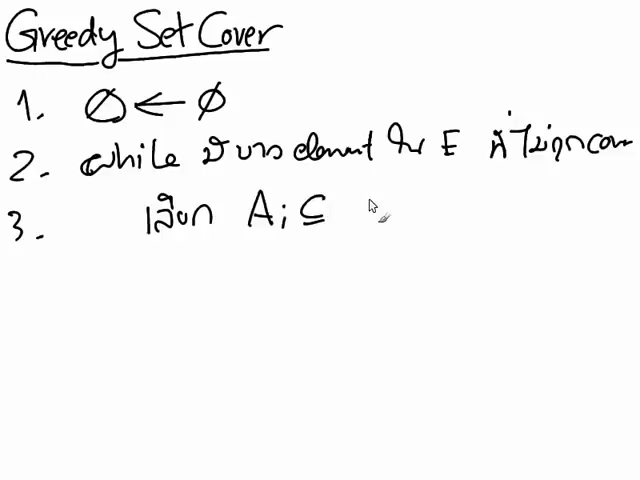 Greedy Set Cover
1. ∅ ← ∅
2. while มีบาง element ใน E ที่ไม่ถูก cover
3. เลือก Ai ⊆